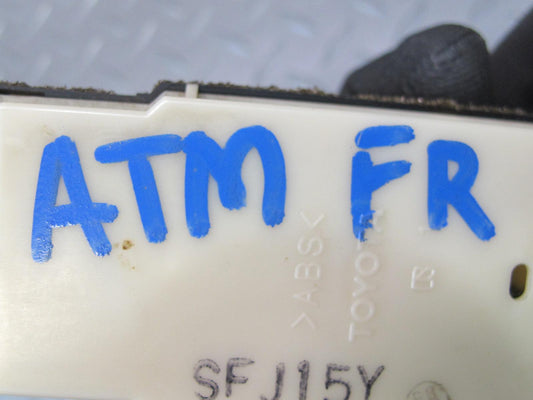 ATM FR
>ABS<
TOYOTA
SFJ15Y